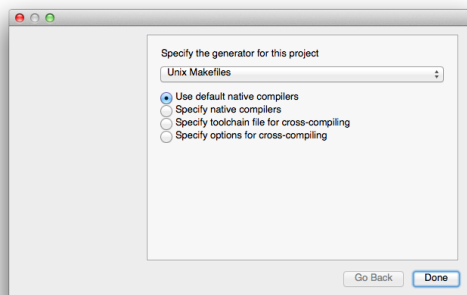 Specify the generator for this project
Unix Makefiles
Use default native compilers
Specify native compilers
Specify toolchain file for cross-compiling
Specify options for cross-compiling
Go Back
Done